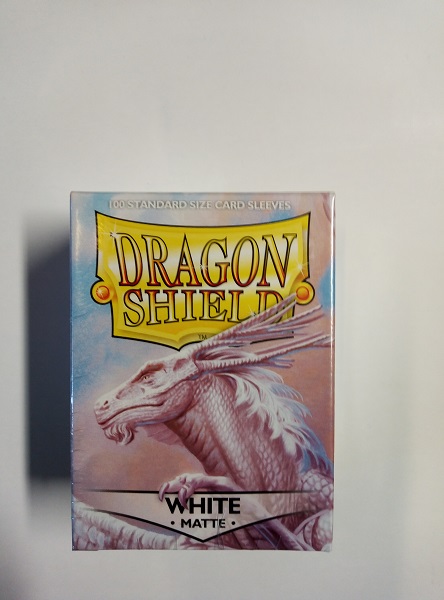 100 STANDARD SIZE CARD SLEEVES
DRAGON
SHIELD
™
WHITE
• MATTE •